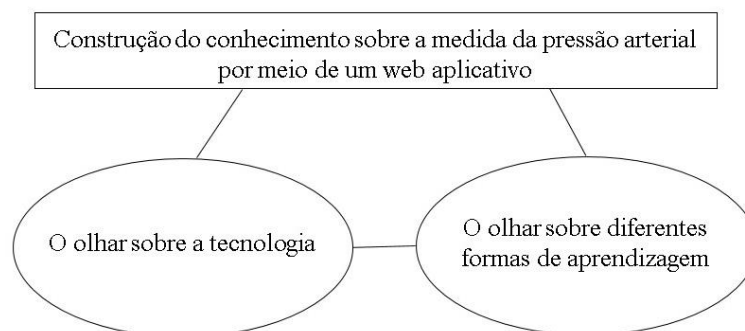 Construção do conhecimento sobre a medida da pressão arterial
por meio de um web aplicativo
O olhar sobre a tecnologia
O olhar sobre diferentes
formas de aprendizagem